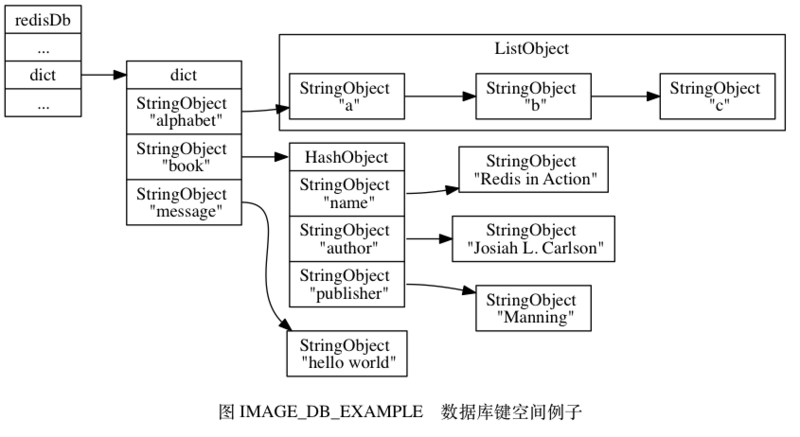 redisDb
...
dict
...
dict
StringObject
"alphabet"
StringObject
"book"
StringObject
"message"
ListObject
StringObject
"a"
StringObject
"b"
StringObject
"c"
HashObject
StringObject
"name"
StringObject
"author"
StringObject
"publisher"
StringObject
"Redis in Action"
StringObject
"Josiah L. Carlson"
StringObject
"Manning"
StringObject
"hello world"
图 IMAGE_DB_EXAMPLE 数据库键空间例子